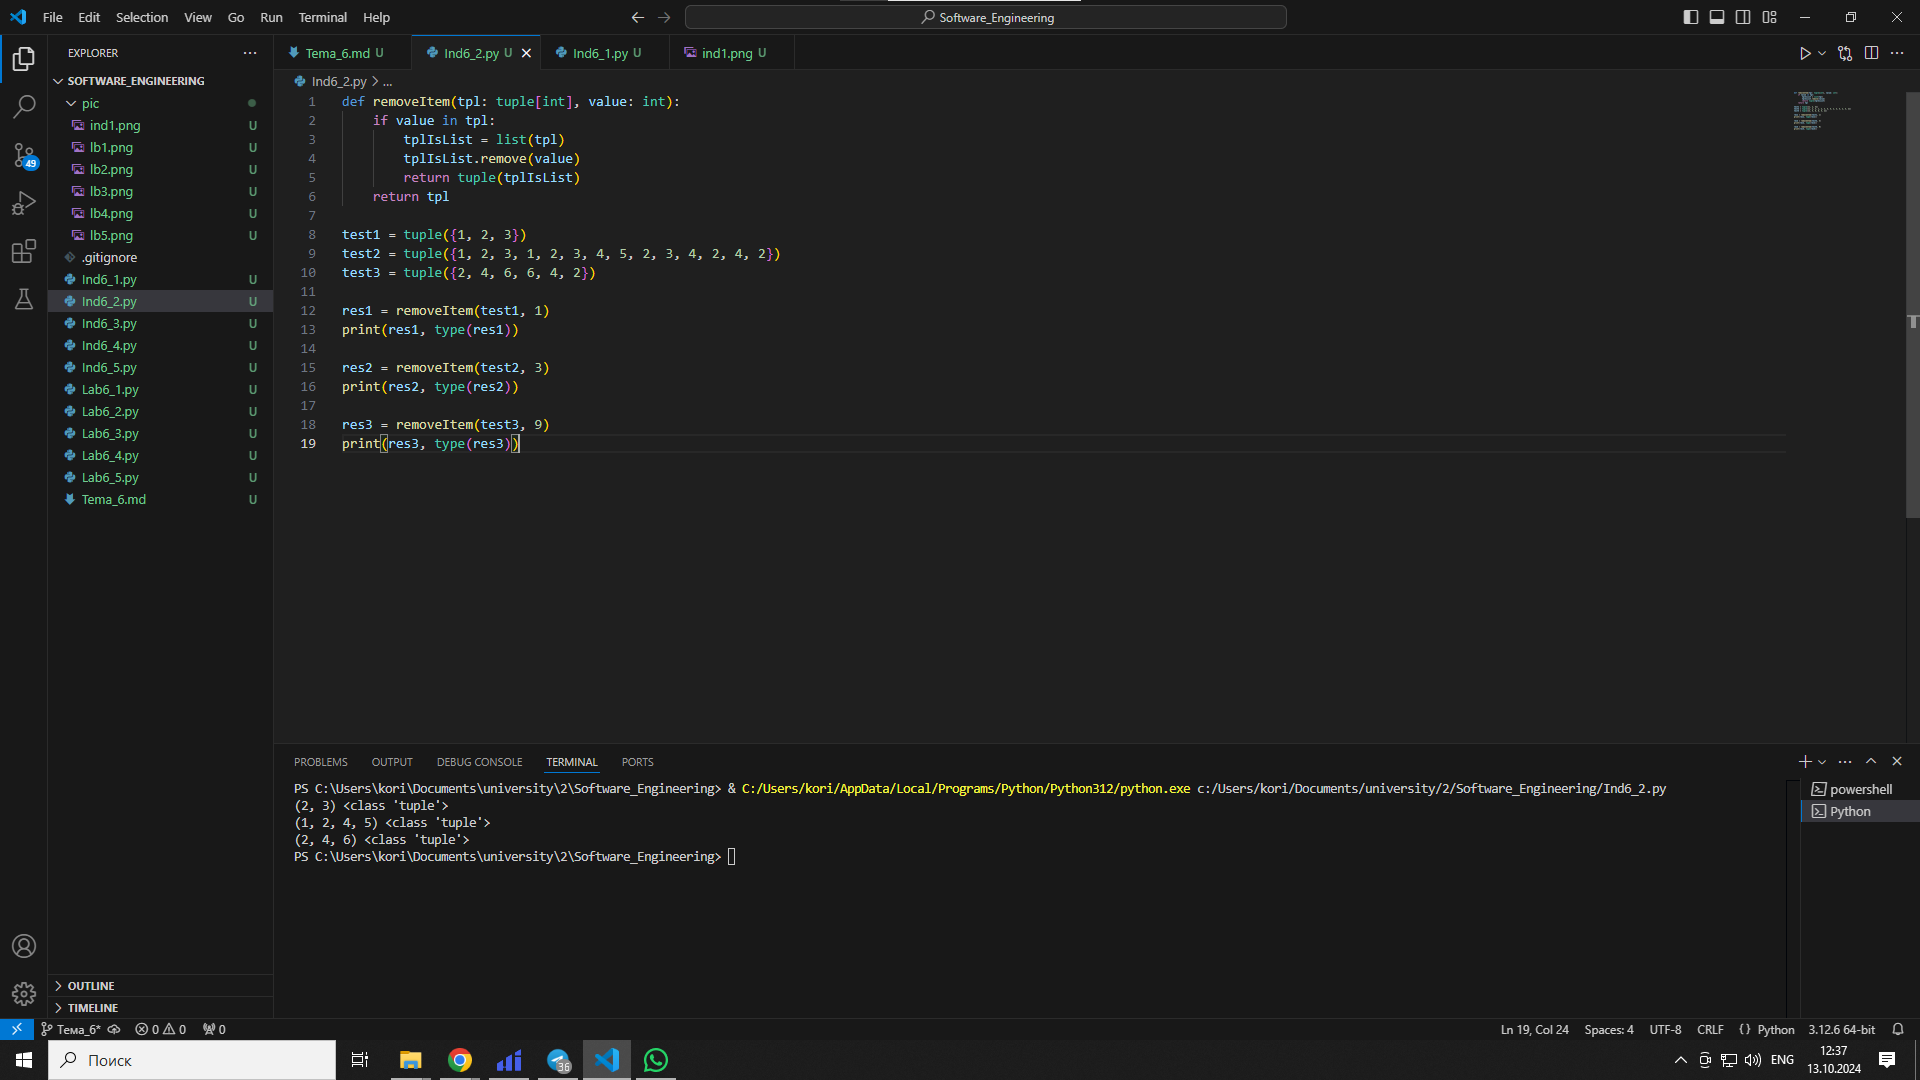 File Edit Selection View Go Run Terminal Help
Software_Engineering
EXPLORER
SOFTWARE_ENGINEERING
pic
ind1.png U
lb1.png U
lb2.png U
lb3.png U
lb4.png U
lb5.png U
.gitignore
Ind6_1.py U
Ind6_2.py U
Ind6_3.py U
Ind6_4.py U
Ind6_5.py U
Lab6_1.py U
Lab6_2.py U
Lab6_3.py U
Lab6_4.py U
Lab6_5.py U
Tema_6.md U
OUTLINE
TIMELINE
49
Tema_6.md U Ind6_2.py U Ind6_1.py U ind1.png U
Ind6_2.py > ...
1 def removeItem(tpl: tuple[int], value: int):
2 if value in tpl:
3 tplIsList = list(tpl)
4 tplIsList.remove(value)
5 return tuple(tplIsList)
6 return tpl
7
8 test1 = tuple({1, 2, 3})
9 test2 = tuple({1, 2, 3, 1, 2, 3, 4, 5, 2, 3, 4, 2, 4, 2})
10 test3 = tuple({2, 4, 6, 6, 4, 2})
11
12 res1 = removeItem(test1, 1)
13 print(res1, type(res1))
14
15 res2 = removeItem(test2, 3)
16 print(res2, type(res2))
17
18 res3 = removeItem(test3, 9)
19 print(res3, type(res3))
PROBLEMS OUTPUT DEBUG CONSOLE TERMINAL PORTS
PS C:\Users\kori\Documents\university\2\Software_Engineering> & C:/Users/kori/AppData/Local/Programs/Python/Python312/python.exe c:/Users/kori/Documents/university/2/Software_Engineering/Ind6_2.py
(2, 3) <class 'tuple'>
(1, 2, 4, 5) <class 'tuple'>
(2, 4, 6) <class 'tuple'>
PS C:\Users\kori\Documents\university\2\Software_Engineering>
powershell
Python
Тема_6* 0 0 0
Ln 19, Col 24 Spaces: 4 UTF-8 CRLF {} Python 3.12.6 64-bit
Поиск
36
ENG
12:37
13.10.2024